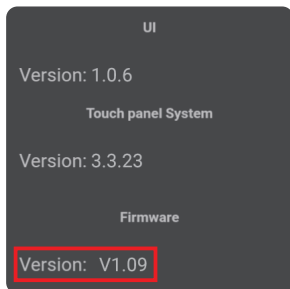 UI
Version: 1.0.6
Touch panel System
Version: 3.3.23
Firmware
Version: V1.09